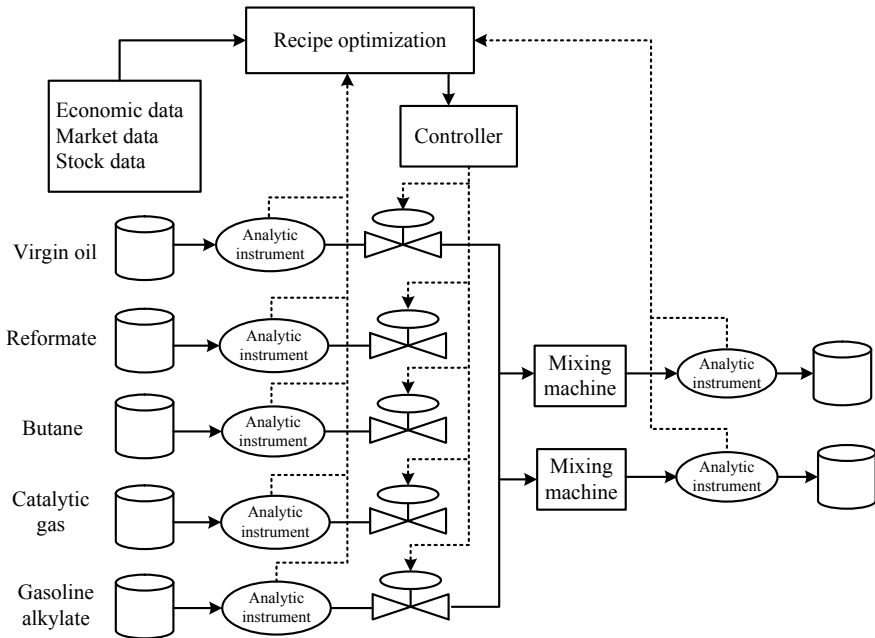 Recipe optimization
Economic data
Market data
Stock data
Controller
Virgin oil
Analytic
instrument
Reformate
Analytic
instrument
Mixing
machine
Analytic
instrument
Butane
Analytic
instrument
Mixing
machine
Analytic
instrument
Catalytic
gas
Analytic
instrument
Gasoline
alkylate
Analytic
instrument